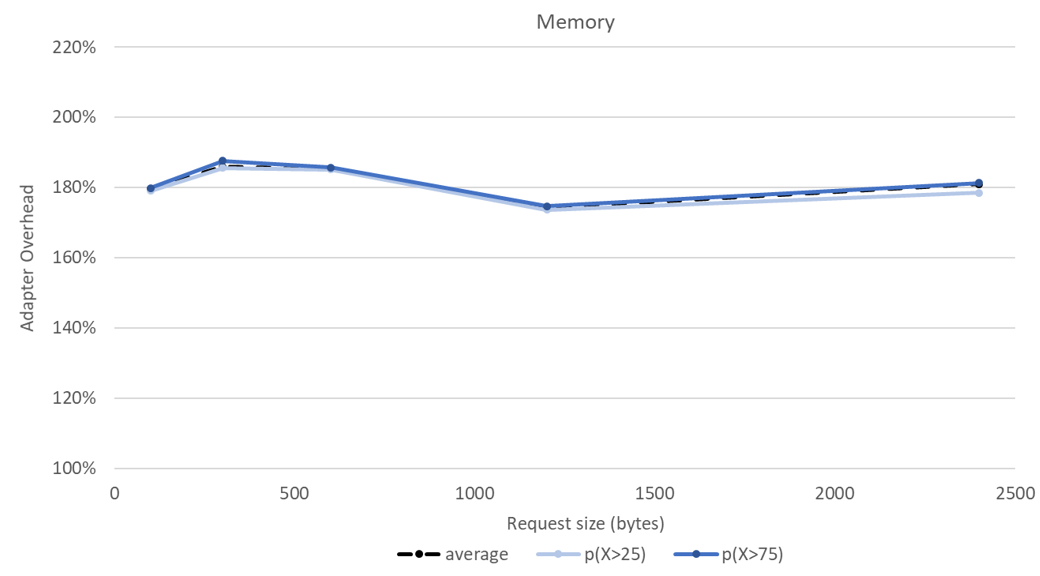 Memory
220%
200%
180%
160%
140%
120%
100%
Adapter Overhead
0 500 1000 1500 2000 2500
Request size (bytes)
average p(X>25) p(X>75)